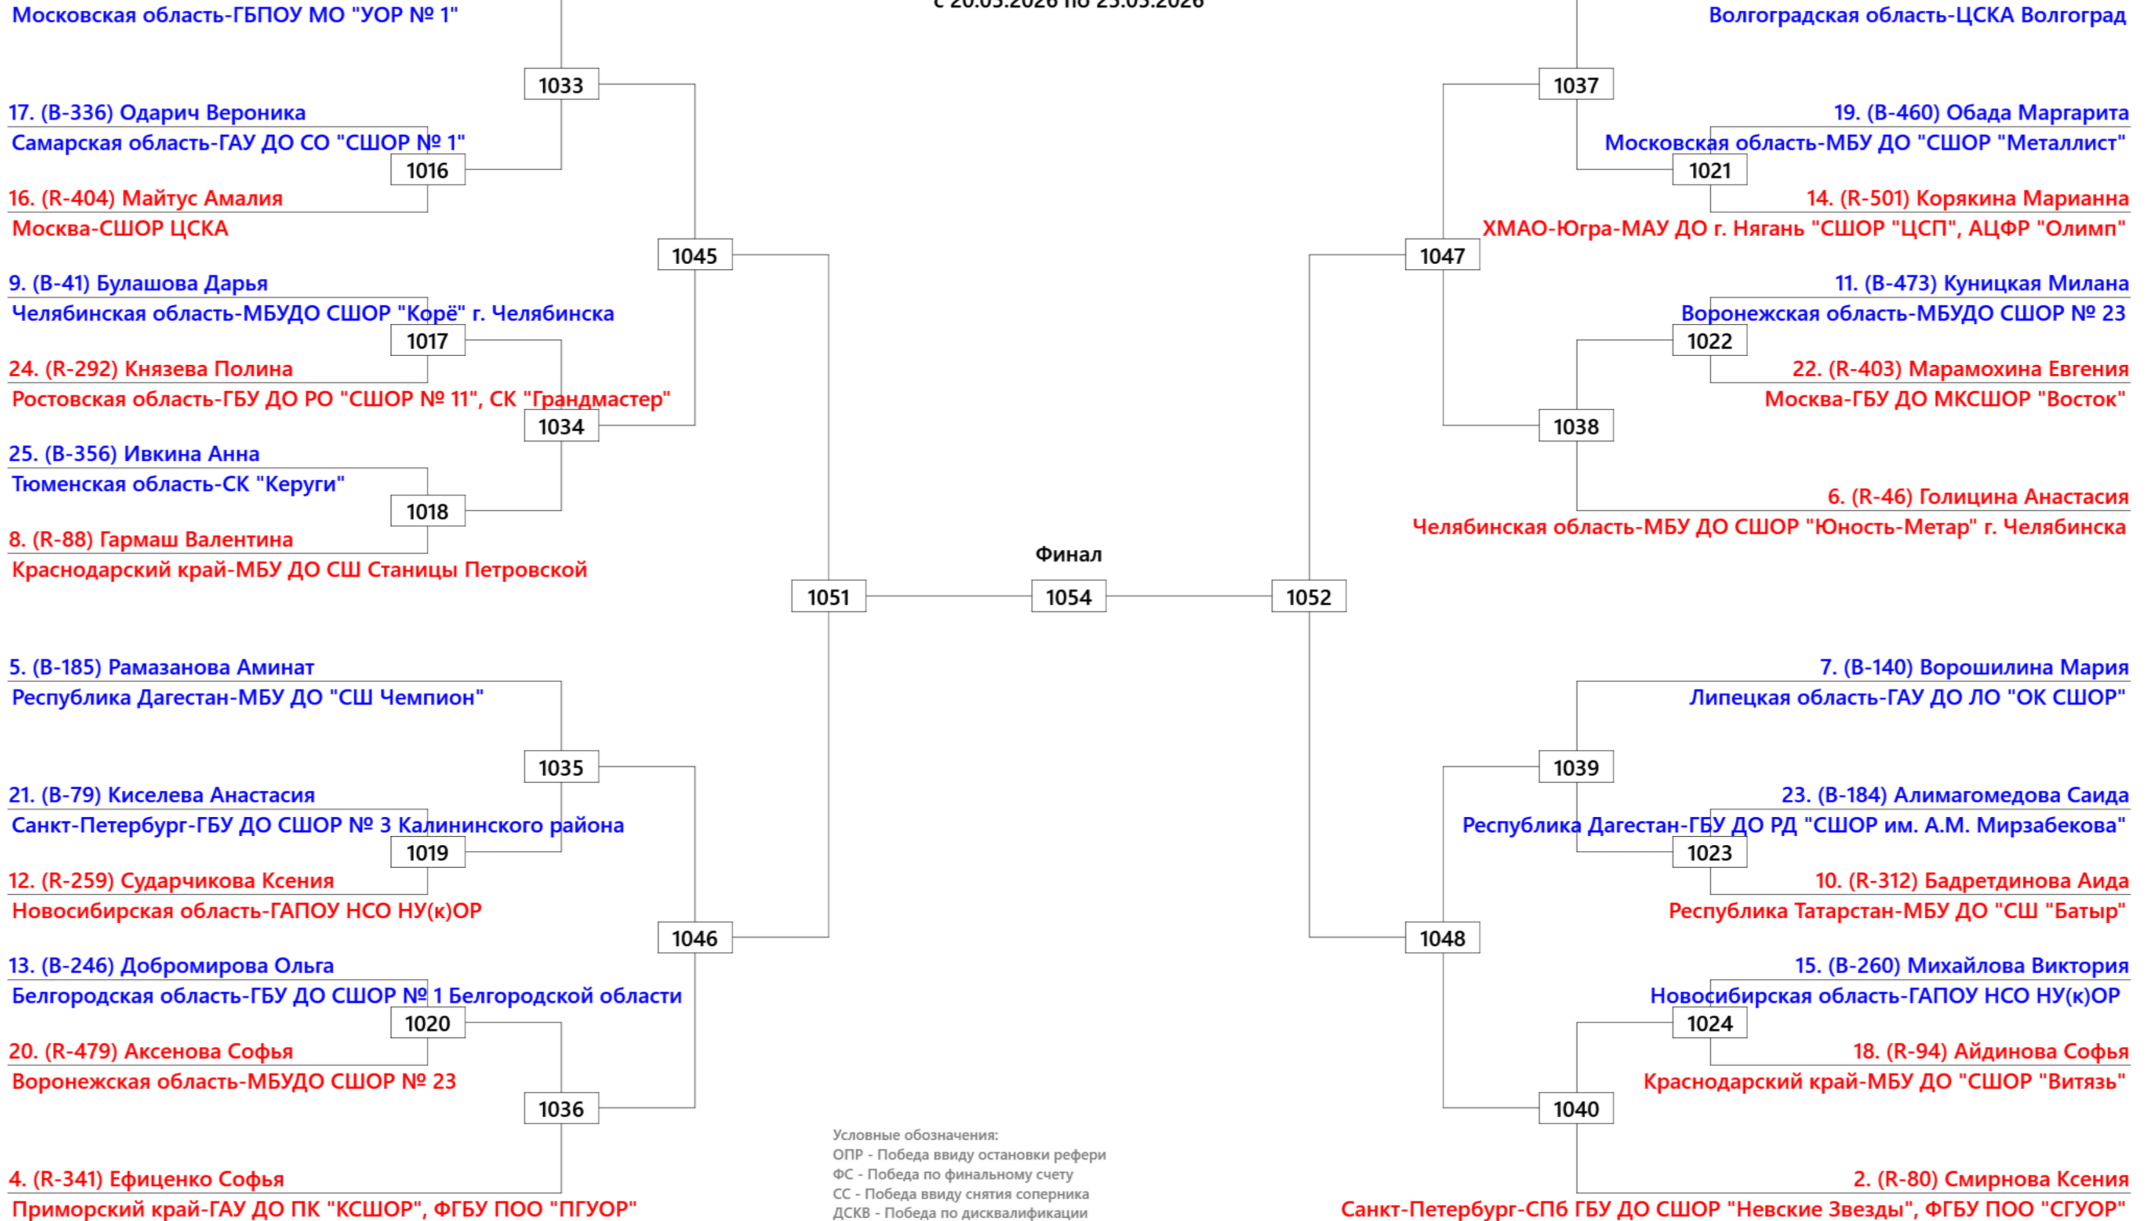 с 20.05.2026 по 25.05.2026
Московская область-ГБПОУ МО "УОР № 1"
1033
17. (B-336) Одарич Вероника
Самарская область-ГАУ ДО СО "СШОР № 1"
1016
16. (R-404) Майтус Амалия
Москва-СШОР ЦСКА
1045
9. (B-41) Булашова Дарья
Челябинская область-МБУДО СШОР "Корё" г. Челябинска
1017
24. (R-292) Князева Полина
Ростовская область-ГБУ ДО РО "СШОР № 11", СК "Грандмастер"
1034
25. (B-356) Ивкина Анна
Тюменская область-СК "Керуги"
1018
8. (R-88) Гармаш Валентина
Краснодарский край-МБУ ДО СШ Станицы Петровской
1051
5. (B-185) Рамазанова Аминат
Республика Дагестан-МБУ ДО "СШ Чемпион"
1035
21. (B-79) Киселева Анастасия
Санкт-Петербург-ГБУ ДО СШОР № 3 Калининского района
1019
12. (R-259) Сударчикова Ксения
Новосибирская область-ГАПОУ НСО НУ(к)ОР
1046
13. (B-246) Добромирова Ольга
Белгородская область-ГБУ ДО СШОР № 1 Белгородской области
1020
20. (R-479) Аксенова Софья
Воронежская область-МБУДО СШОР № 23
1036
4. (R-341) Ефиценко Софья
Приморский край-ГАУ ДО ПК "КСШОР", ФГБУ ПОО "ПГУОР"
Финал
1054
Волгоградская область-ЦСКА Волгоград
1037
19. (B-460) Обада Маргарита
Московская область-МБУ ДО "СШОР "Металлист"
1021
14. (R-501) Корякина Марианна
ХМАО-Югра-МАУ ДО г. Нягань "СШОР "ЦСП", АЦФР "Олимп"
1047
11. (B-473) Куницкая Милана
Воронежская область-МБУДО СШОР № 23
1022
22. (R-403) Марамохина Евгения
Москва-ГБУ ДО МКСШОР "Восток"
1038
6. (R-46) Голицина Анастасия
Челябинская область-МБУ ДО СШОР "Юность-Метар" г. Челябинска
1052
7. (B-140) Ворошилина Мария
Липецкая область-ГАУ ДО ЛО "ОК СШОР"
1039
23. (B-184) Алимагомедова Саида
Республика Дагестан-ГБУ ДО РД "СШОР им. А.М. Мирзабекова"
1023
10. (R-312) Бадретдинова Аида
Республика Татарстан-МБУ ДО "СШ "Батыр"
1048
15. (B-260) Михайлова Виктория
Новосибирская область-ГАПОУ НСО НУ(к)ОР
1024
18. (R-94) Айдинова Софья
Краснодарский край-МБУ ДО "СШОР "Витязь"
1040
2. (R-80) Смирнова Ксения
Санкт-Петербург-СПб ГБУ ДО СШОР "Невские Звезды", ФГБУ ПОО "СГУОР"
Условные обозначения:
ОПР - Победа ввиду остановки рефери
ФС - Победа по финальному счету
СС - Победа ввиду снятия соперника
ДСКВ - Победа по дисквалификации